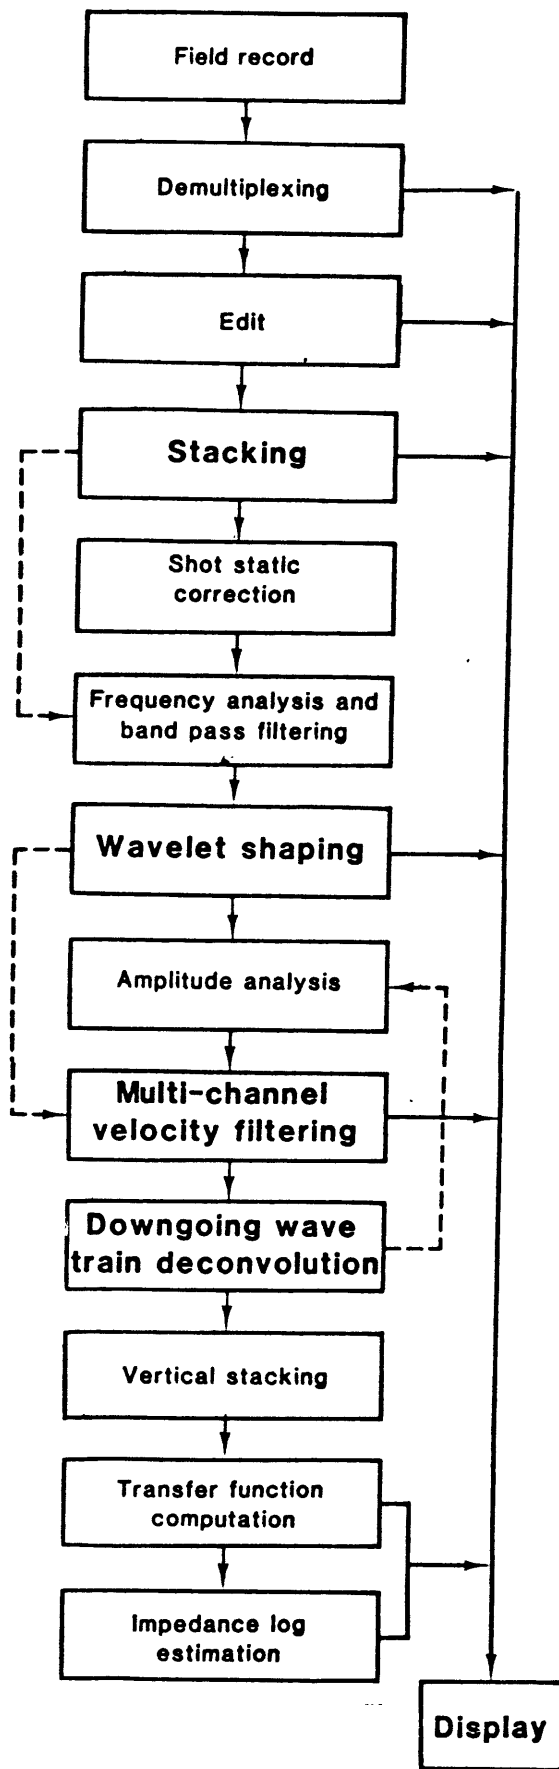 Field record
Demultiplexing
Edit
Stacking
Shot static
correction
Frequency analysis and
band pass filtering
Wavelet shaping
Amplitude analysis
Multi-channel
velocity filtering
Downgoing wave
train deconvolution
Vertical stacking
Transfer function
computation
Impedance log
estimation
Display